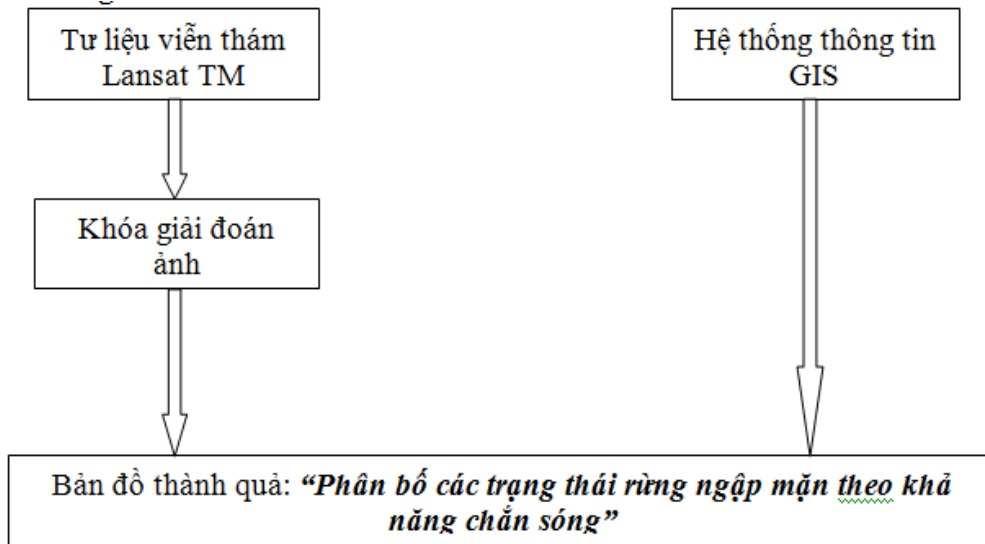 Tư liệu viễn thám
Lansat TM
Hệ thống thông tin
GIS
Khóa giải đoán
ảnh
Bản đồ thành quả: “Phân bố các trạng thái rừng ngập mặn theo khả
năng chắn sóng”